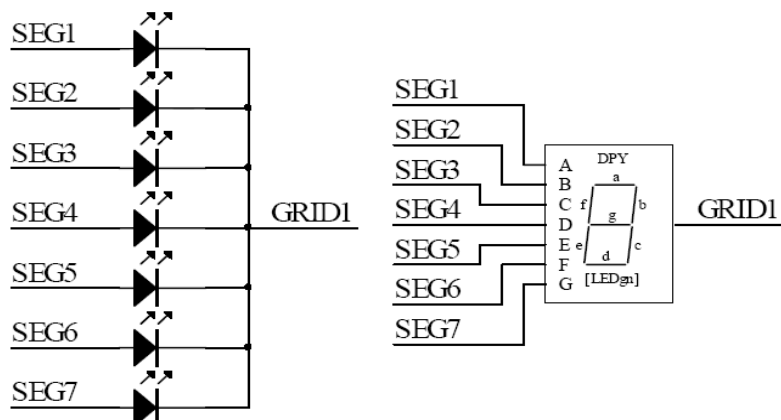 SEG1
SEG2
SEG3
SEG4
SEG5
SEG6
SEG7
GRID1
SEG1
SEG2
SEG3
SEG4
SEG5
SEG6
SEG7
A
B
C
D
E
F
G
DPY
a
f
b
g
e
c
d
[LEDgn]
GRID1